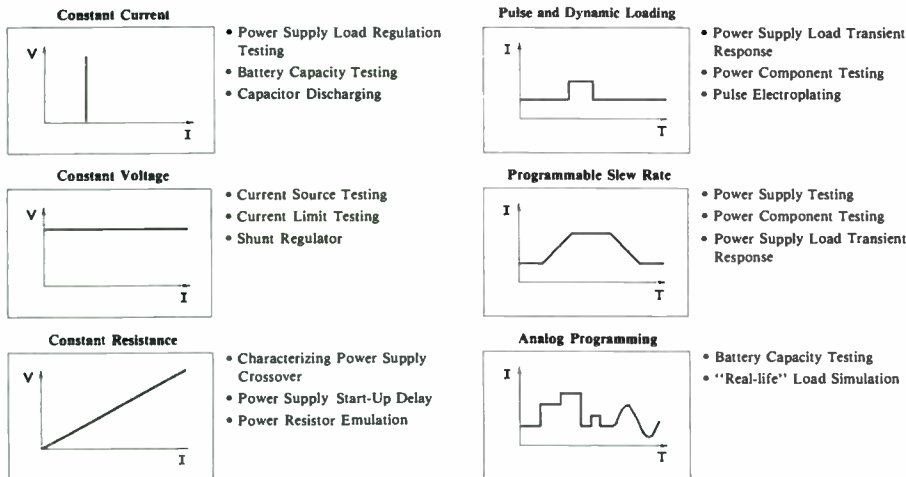 Constant Current
V
I
• Power Supply Load Regulation
Testing
• Battery Capacity Testing
• Capacitor Discharging
Constant Voltage
V
I
• Current Source Testing
• Current Limit Testing
• Shunt Regulator
Constant Resistance
V
I
• Characterizing Power Supply
Crossover
• Power Supply Start-Up Delay
• Power Resistor Emulation
Pulse and Dynamic Loading
I
T
• Power Supply Load Transient
Response
• Power Component Testing
• Pulse Electroplating
Programmable Slew Rate
I
T
• Power Supply Testing
• Power Component Testing
• Power Supply Load Transient
Response
Analog Programming
I
T
• Battery Capacity Testing
• “Real-life” Load Simulation